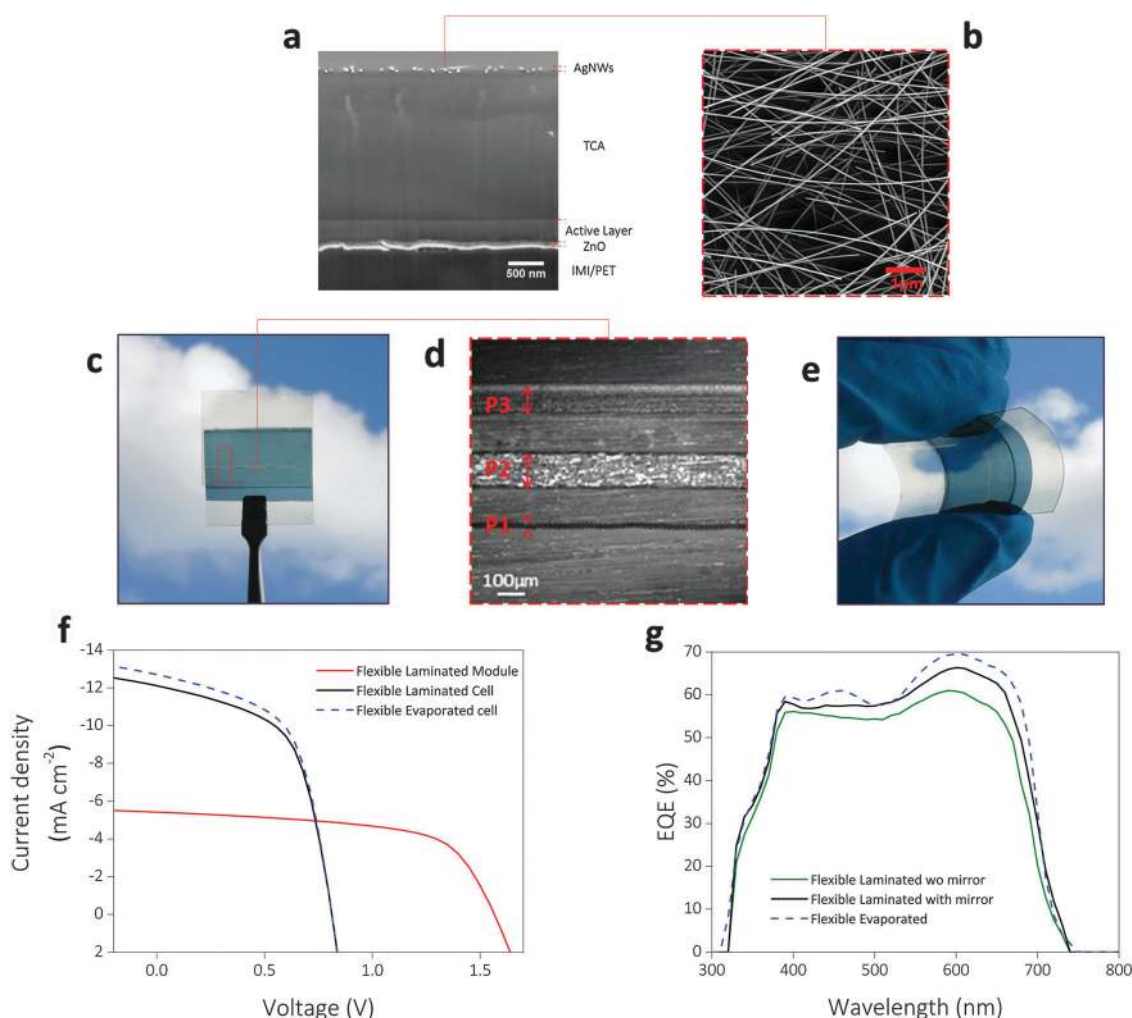 a
AgNWs
TCA
Active Layer
ZnO
IMI/PET
500 nm
b
1μm
c
d
P3
P2
P1
100μm
e
f
-14
-12
-10
-8
-6
-4
-2
0
2
Current density
(mA cm⁻²)
Flexible Laminated Module
Flexible Laminated Cell
Flexible Evaporated cell
0.0 0.5 1.0 1.5
Voltage (V)
g
70
60
50
40
30
20
10
0
EQE (%)
Flexible Laminated wo mirror
Flexible Laminated with mirror
Flexible Evaporated
300 400 500 600 700 800
Wavelength (nm)